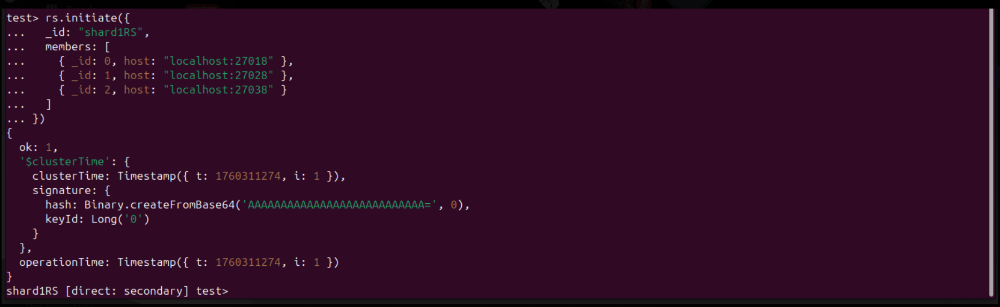 test> rs.initiate({
...   _id: "shard1RS",
...   members: [
...     { _id: 0, host: "localhost:27018" },
...     { _id: 1, host: "localhost:27028" },
...     { _id: 2, host: "localhost:27038" }
...   ]
... })
{
  ok: 1,
  '$clusterTime': {
    clusterTime: Timestamp({ t: 1760311274, i: 1 }),
    signature: {
      hash: Binary.createFromBase64('AAAAAAAAAAAAAAAAAAAAAAAAAAA=', 0),
      keyId: Long('0')
    }
  },
  operationTime: Timestamp({ t: 1760311274, i: 1 })
}
shard1RS [direct: secondary] test>